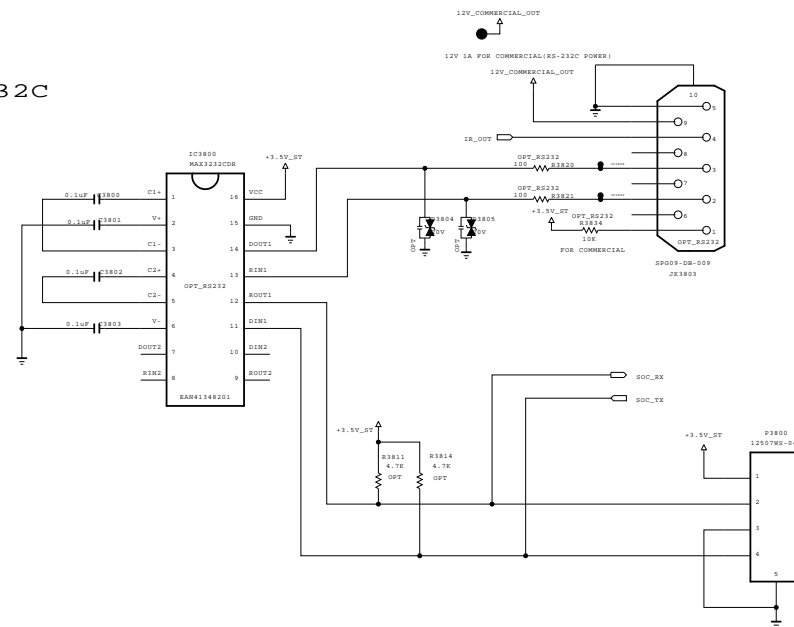 12V_COMMERCIAL_OUT
12V 1A FOR COMMERCIAL(RS-232C POWER)
12V_COMMERCIAL_OUT
32C
10
5
9
IR_OUT
4
8
IC3800
MAX3232CDR
+3.5V_ST
OPT_RS232
100
R3820
3
7
0.1uF
C3800
C1+
1
16
VCC
OPT_RS232
100
R3821
2
0.1uF
C3801
V+
2
15
GND
D3804
20V
OPT
D3805
20V
OPT
+3.5V_ST
OPT_RS232
R3834
10K
FOR COMMERCIAL
6
1
OPT_RS232
C1-
3
14
DOUT1
SPG09-DB-009
JK3803
0.1uF
C3802
C2+
4
13
RIN1
OPT_RS232
C2-
5
12
ROUT1
0.1uF
C3803
V-
6
11
DIN1
DOUT2
7
10
DIN2
RIN2
8
9
ROUT2
EAN41348201
SOC_RX
SOC_TX
+3.5V_ST
R3811
4.7K
OPT
R3814
4.7K
OPT
+3.5V_ST
P3800
12507WS-04
1
2
3
4
5